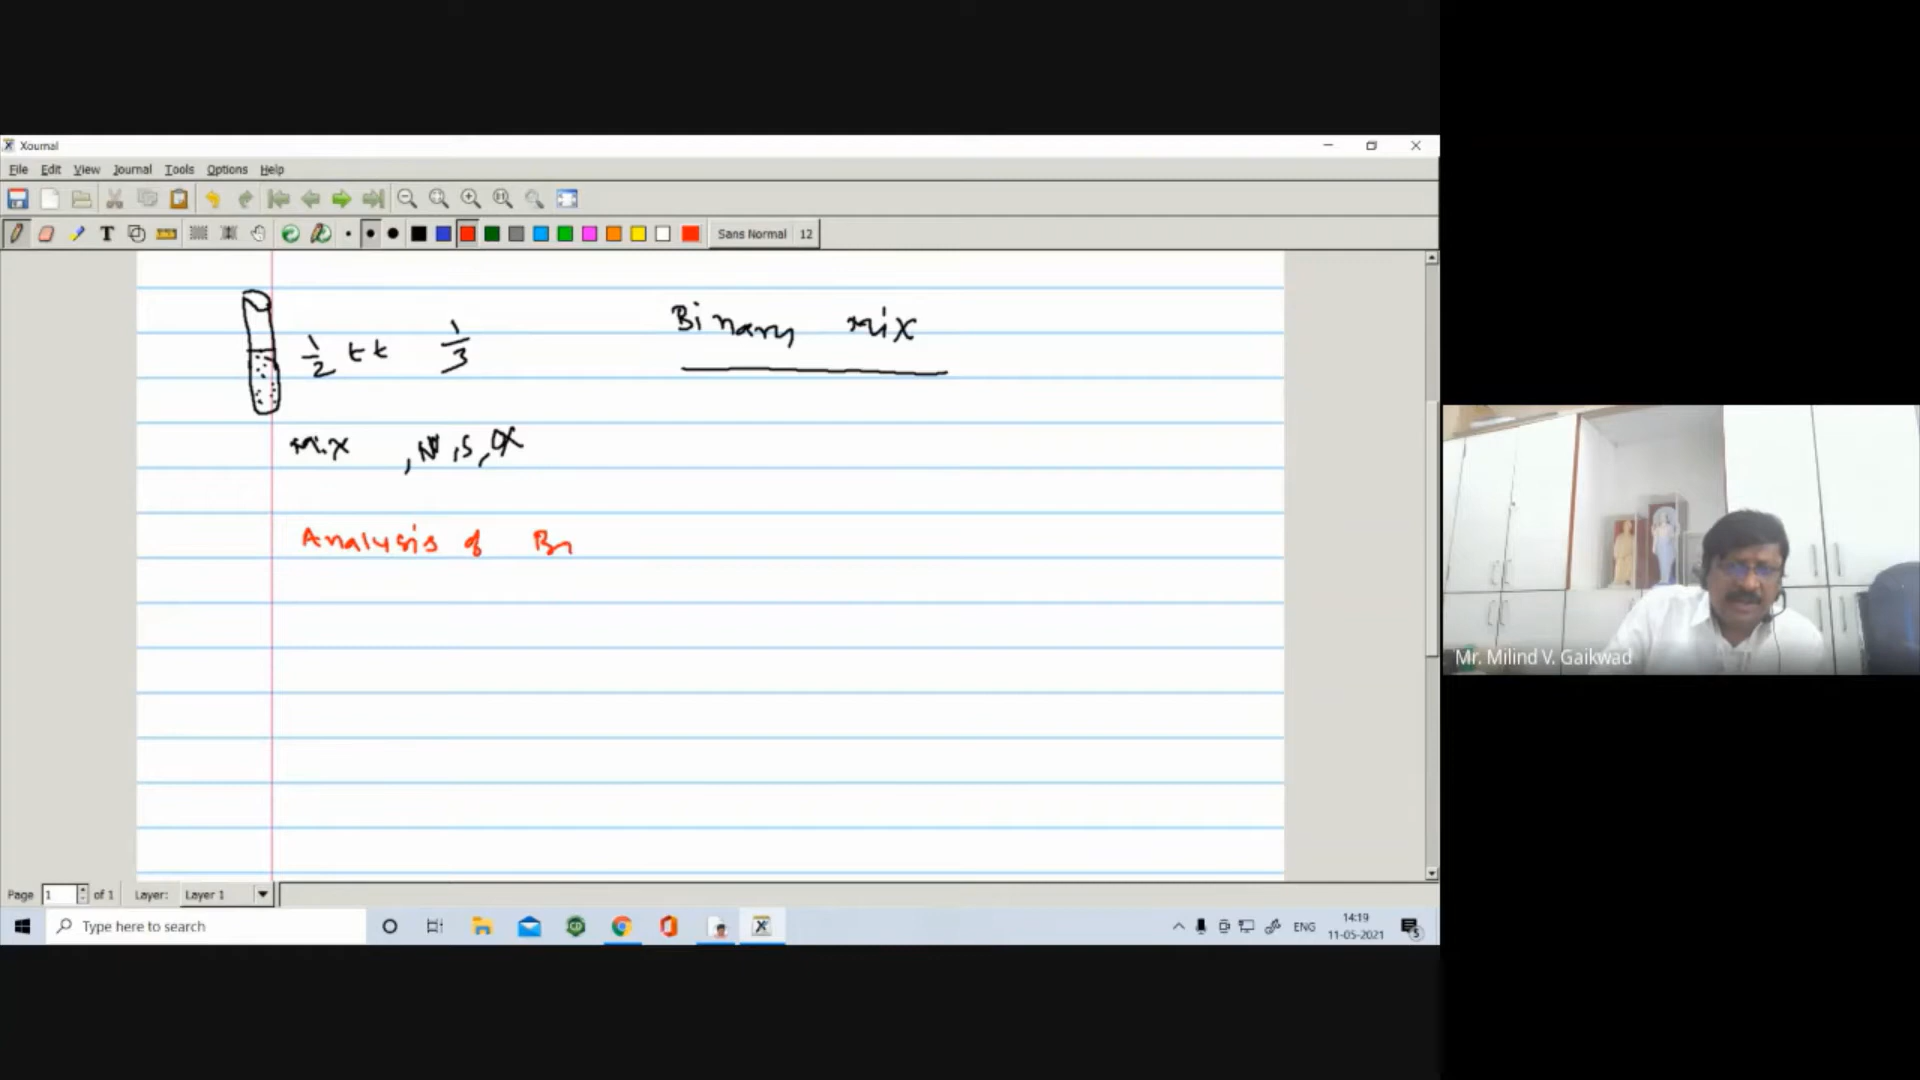 Xournal
File Edit View Journal Tools Options Help
T Sans Normal 12
Binary mix
1/2 tt 1/3
mix , N, S, X
Analysis of Bi
Mr. Milind V. Gaikwad
Page 1 of 1 Layer: Layer 1
Type here to search
ENG
14:19
11-05-2021
5